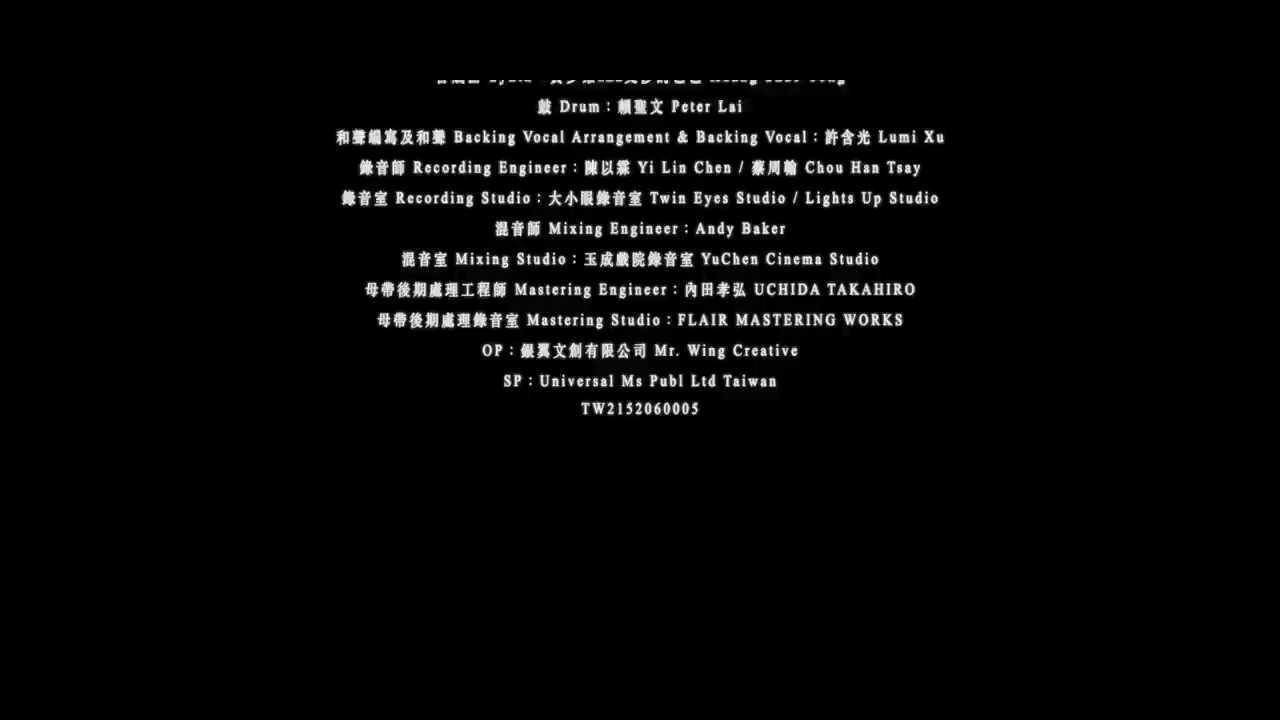 鼓 Drum：賴聖文 Peter Lai
和聲編寫及和聲 Backing Vocal Arrangement & Backing Vocal：許含光 Lumi Xu
錄音師 Recording Engineer：陳以霖 Yi Lin Chen / 蔡周翰 Chou Han Tsay
錄音室 Recording Studio：大小眼錄音室 Twin Eyes Studio / Lights Up Studio
混音師 Mixing Engineer：Andy Baker
混音室 Mixing Studio：玉成戲院錄音室 YuChen Cinema Studio
母帶後期處理工程師 Mastering Engineer：內田孝弘 UCHIDA TAKAHIRO
母帶後期處理錄音室 Mastering Studio：FLAIR MASTERING WORKS
OP：銀翼文創有限公司 Mr. Wing Creative
SP：Universal Ms Publ Ltd Taiwan
TW2152060005